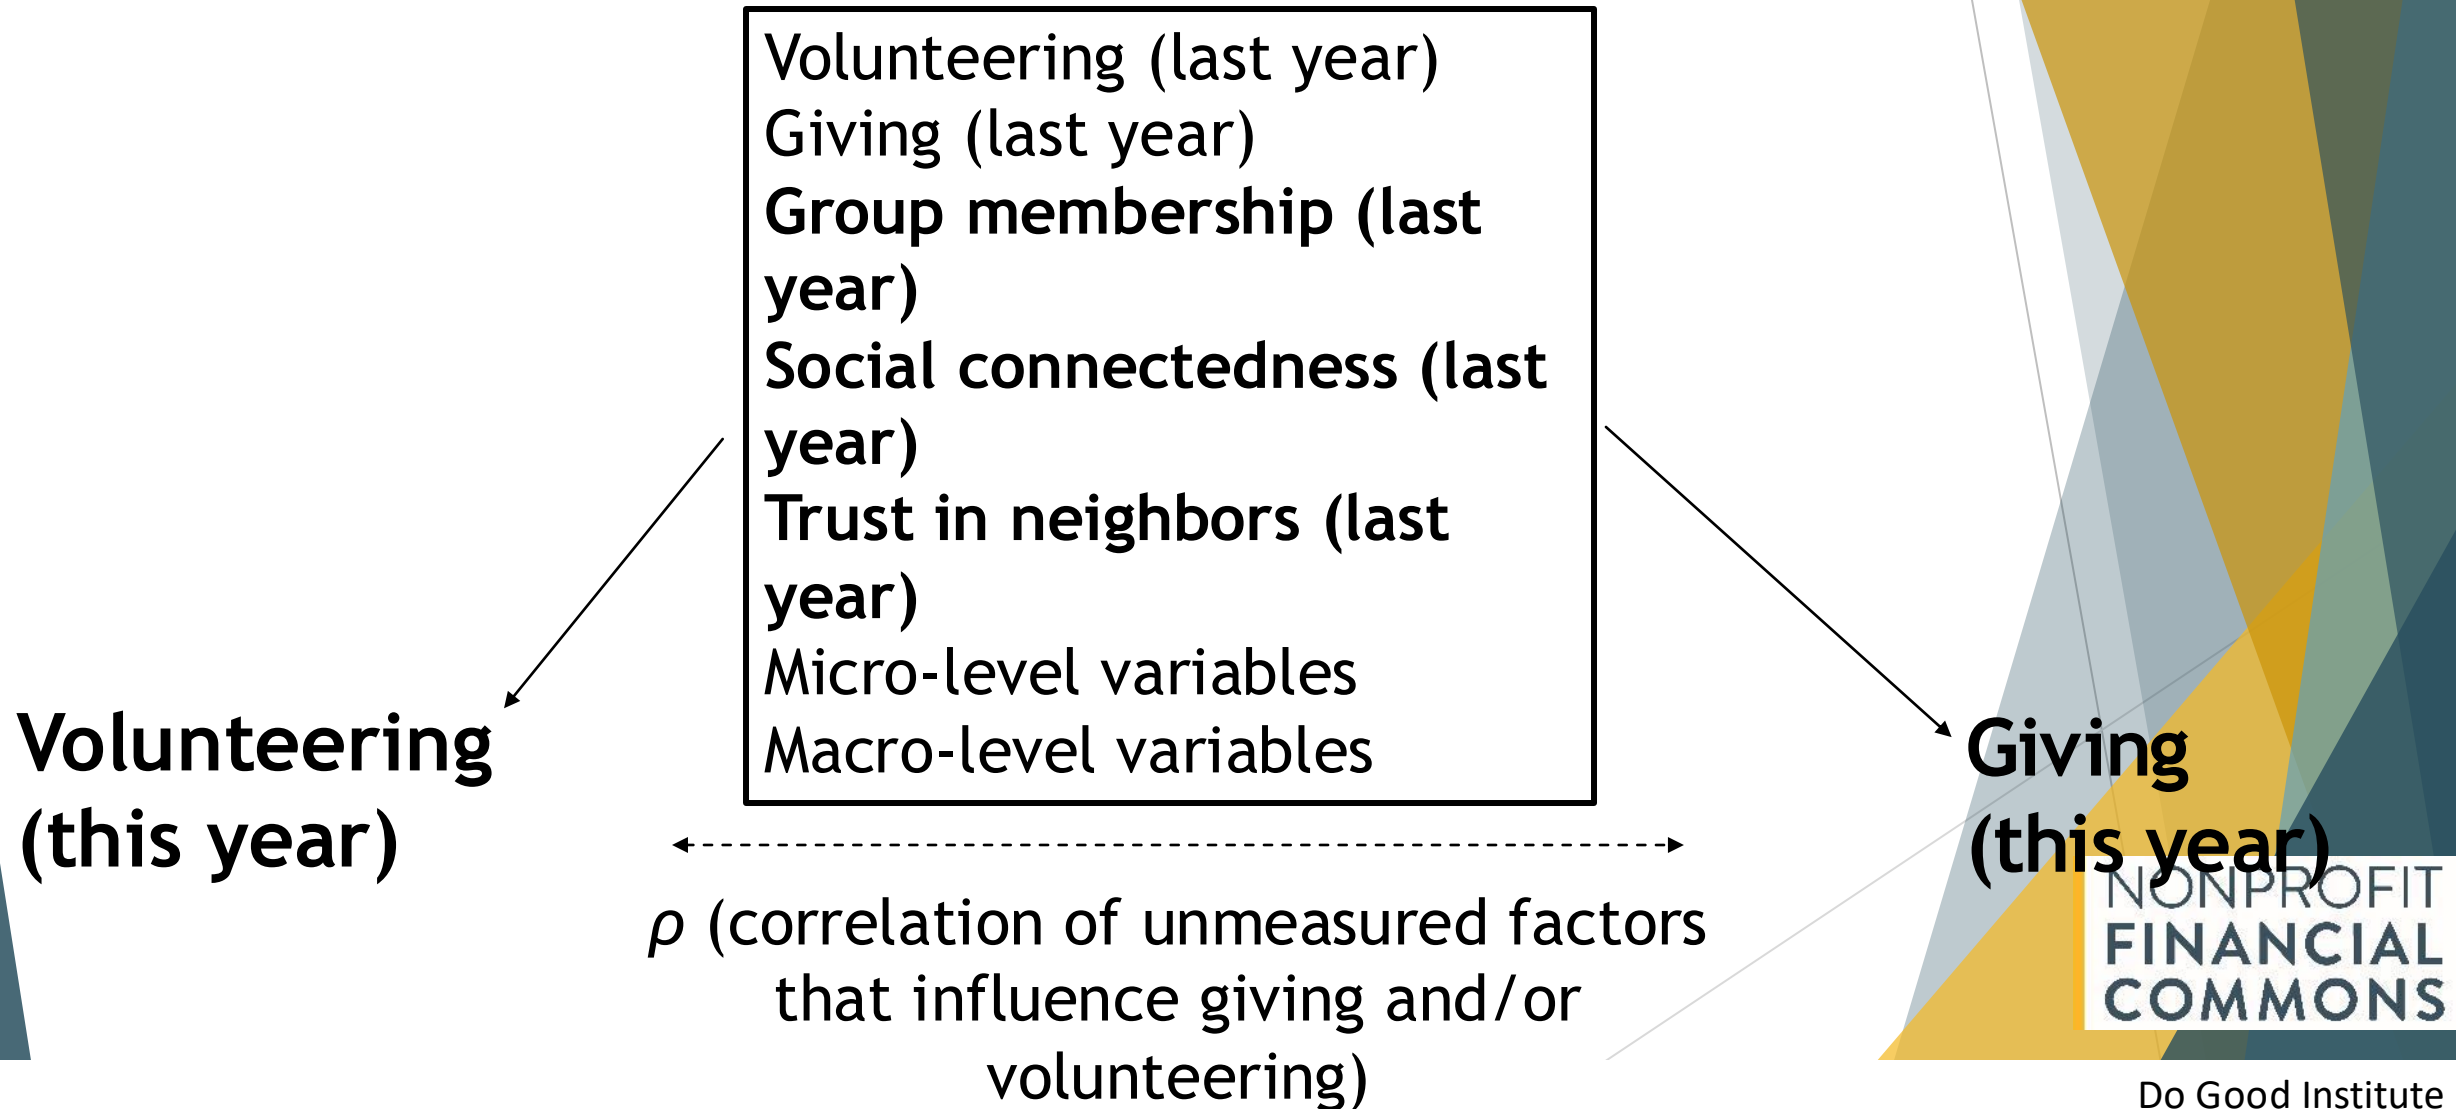 Volunteering (last year)
Giving (last year)
Group membership (last
year)
Social connectedness (last
year)
Trust in neighbors (last
year)
Micro-level variables
Macro-level variables
Volunteering
(this year)
Giving
(this year)
ρ (correlation of unmeasured factors
that influence giving and/or
volunteering)
NONPROFIT
FINANCIAL
COMMONS
Do Good Institute